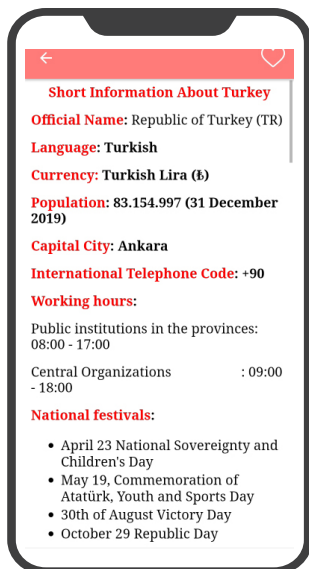 Short Information About Turkey
Official Name: Republic of Turkey (TR)
Language: Turkish
Currency: Turkish Lira (₺)
Population: 83.154.997 (31 December
2019)
Capital City: Ankara
International Telephone Code: +90
Working hours:
Public institutions in the provinces:
08:00 - 17:00
Central Organizations : 09:00
- 18:00
National festivals:
• April 23 National Sovereignty and
Children's Day
• May 19, Commemoration of
Atatürk, Youth and Sports Day
• 30th of August Victory Day
• October 29 Republic Day